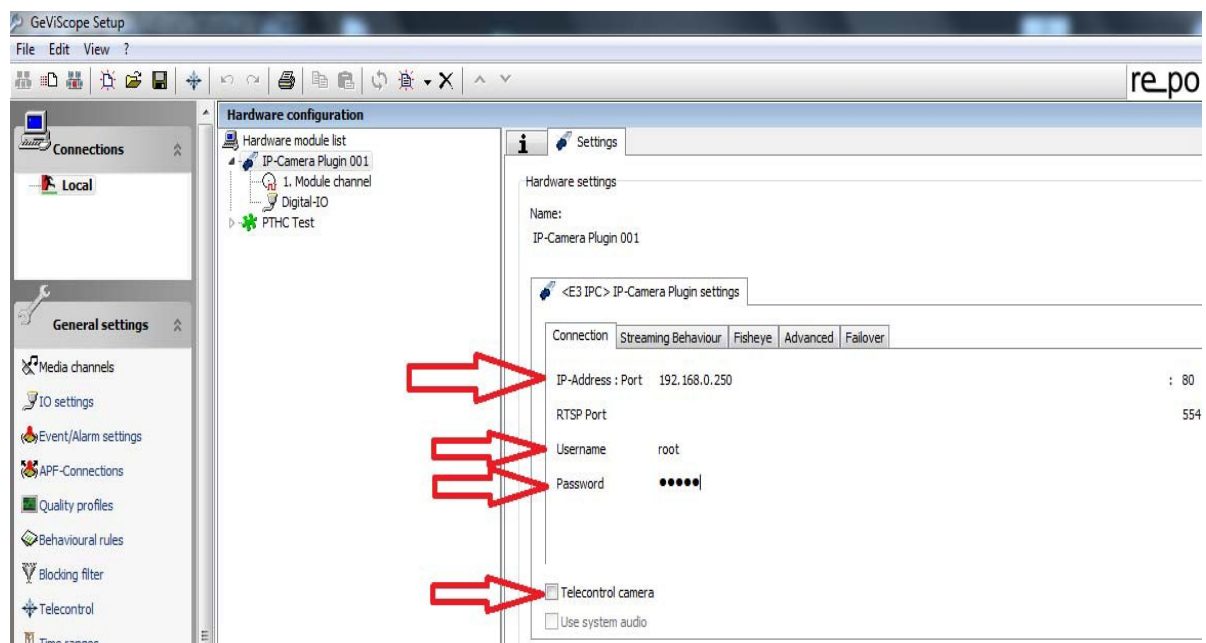 GeViScope Setup
File Edit View ?
re_po
Connections
Local
General settings
Media channels
IO settings
Event/Alarm settings
APF-Connections
Quality profiles
Behavioural rules
Blocking filter
Telecontrol
Time ranges
Hardware configuration
Hardware module list
IP-Camera Plugin 001
1. Module channel
Digital-IO
PTHC Test
i Settings
Hardware settings
Name:
IP-Camera Plugin 001
<E3 IPC> IP-Camera Plugin settings
Connection Streaming Behaviour Fisheye Advanced Failover
IP-Address : Port 192.168.0.250 : 80
RTSP Port 554
Username root
Password ●●●●●
Telecontrol camera
Use system audio